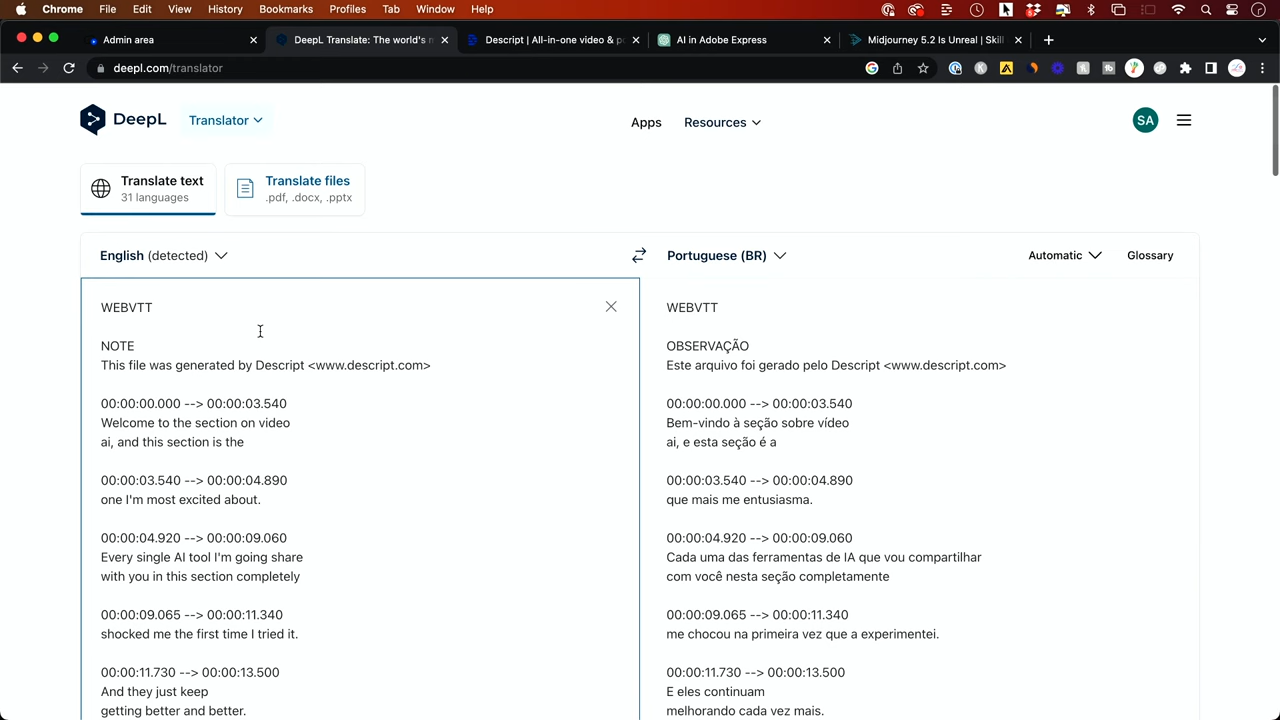 Chrome File Edit View History Bookmarks Profiles Tab Window Help
Admin area
DeepL Translate: The world's m
Descript | All-in-one video & po
AI in Adobe Express
Midjourney 5.2 Is Unreal | Skill
deepl.com/translator
DeepL
Translator
Apps
Resources
SA
Translate text
31 languages
Translate files
.pdf, .docx, .pptx
English (detected)
Portuguese (BR)
Automatic
Glossary
WEBVTT
NOTE
This file was generated by Descript <www.descript.com>
00:00:00.000 --> 00:00:03.540
Welcome to the section on video
ai, and this section is the
00:00:03.540 --> 00:00:04.890
one I'm most excited about.
00:00:04.920 --> 00:00:09.060
Every single AI tool I'm going share
with you in this section completely
00:00:09.065 --> 00:00:11.340
shocked me the first time I tried it.
00:00:11.730 --> 00:00:13.500
And they just keep
getting better and better.
WEBVTT
OBSERVAÇÃO
Este arquivo foi gerado pelo Descript <www.descript.com>
00:00:00.000 --> 00:00:03.540
Bem-vindo à seção sobre vídeo
ai, e esta seção é a
00:00:03.540 --> 00:00:04.890
que mais me entusiasma.
00:00:04.920 --> 00:00:09.060
Cada uma das ferramentas de IA que vou compartilhar
com você nesta seção completamente
00:00:09.065 --> 00:00:11.340
me chocou na primeira vez que a experimentei.
00:00:11.730 --> 00:00:13.500
E eles continuam
melhorando cada vez mais.